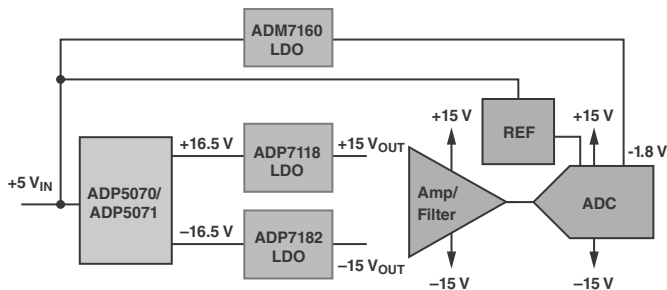 ADM7160
LDO
+15 V
+15 V
REF
+5 V_IN
ADP5070/
ADP5071
+16.5 V
ADP7118
LDO
+15 V_OUT
-1.8 V
Amp/
Filter
ADC
–16.5 V
ADP7182
LDO
–15 V_OUT
–15 V
–15 V